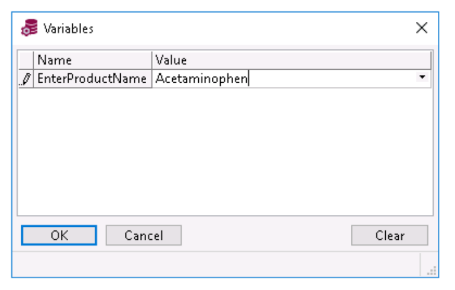 Variables
Name Value
EnterProductName Acetaminophen
OK Cancel Clear